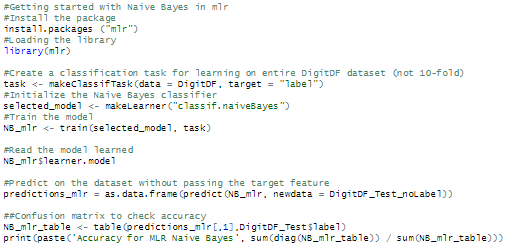 #Getting started with Naive Bayes in mlr
#Install the package
install.packages ("mlr")
#Loading the library
library(mlr)
#Create a classification task for learning on entire DigitDF dataset (not 10-fold)
task <- makeClassifTask(data = DigitDF, target = "label")
#Initialize the Naive Bayes classifier
selected_model <- makeLearner("classif.naiveBayes")
#Train the model
NB_mlr <- train(selected_model, task)
#Read the model learned
NB_mlr$learner.model
#Predict on the dataset without passing the target feature
predictions_mlr = as.data.frame(predict(NB_mlr, newdata = DigitDF_Test_noLabel))
##Confusion matrix to check accuracy
NB_mlr_table <- table(predictions_mlr[,1],DigitDF_Test$label)
print(paste('Accuracy for MLR Naive Bayes', sum(diag(NB_mlr_table)) / sum(NB_mlr_table)))